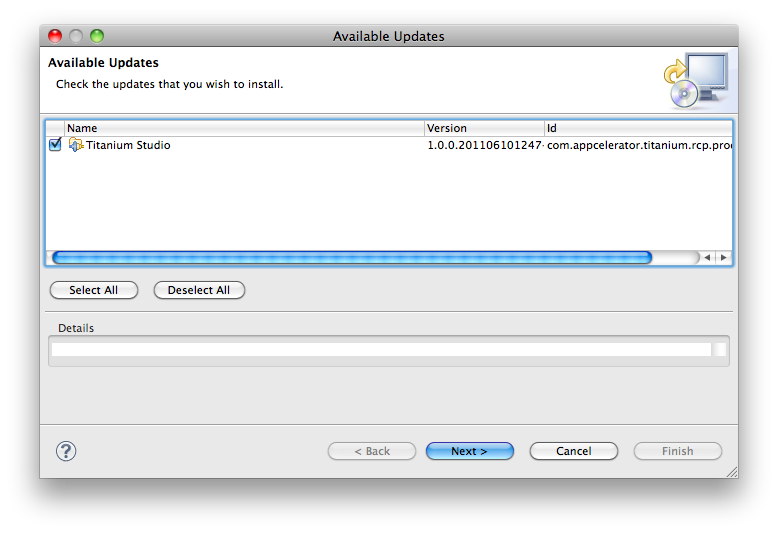 Available Updates
Available Updates
Check the updates that you wish to install.
Name Version Id
Titanium Studio 1.0.0.201106101247- com.appcelerator.titanium.rcp.prod
Select All Deselect All
Details
? < Back Next > Cancel Finish